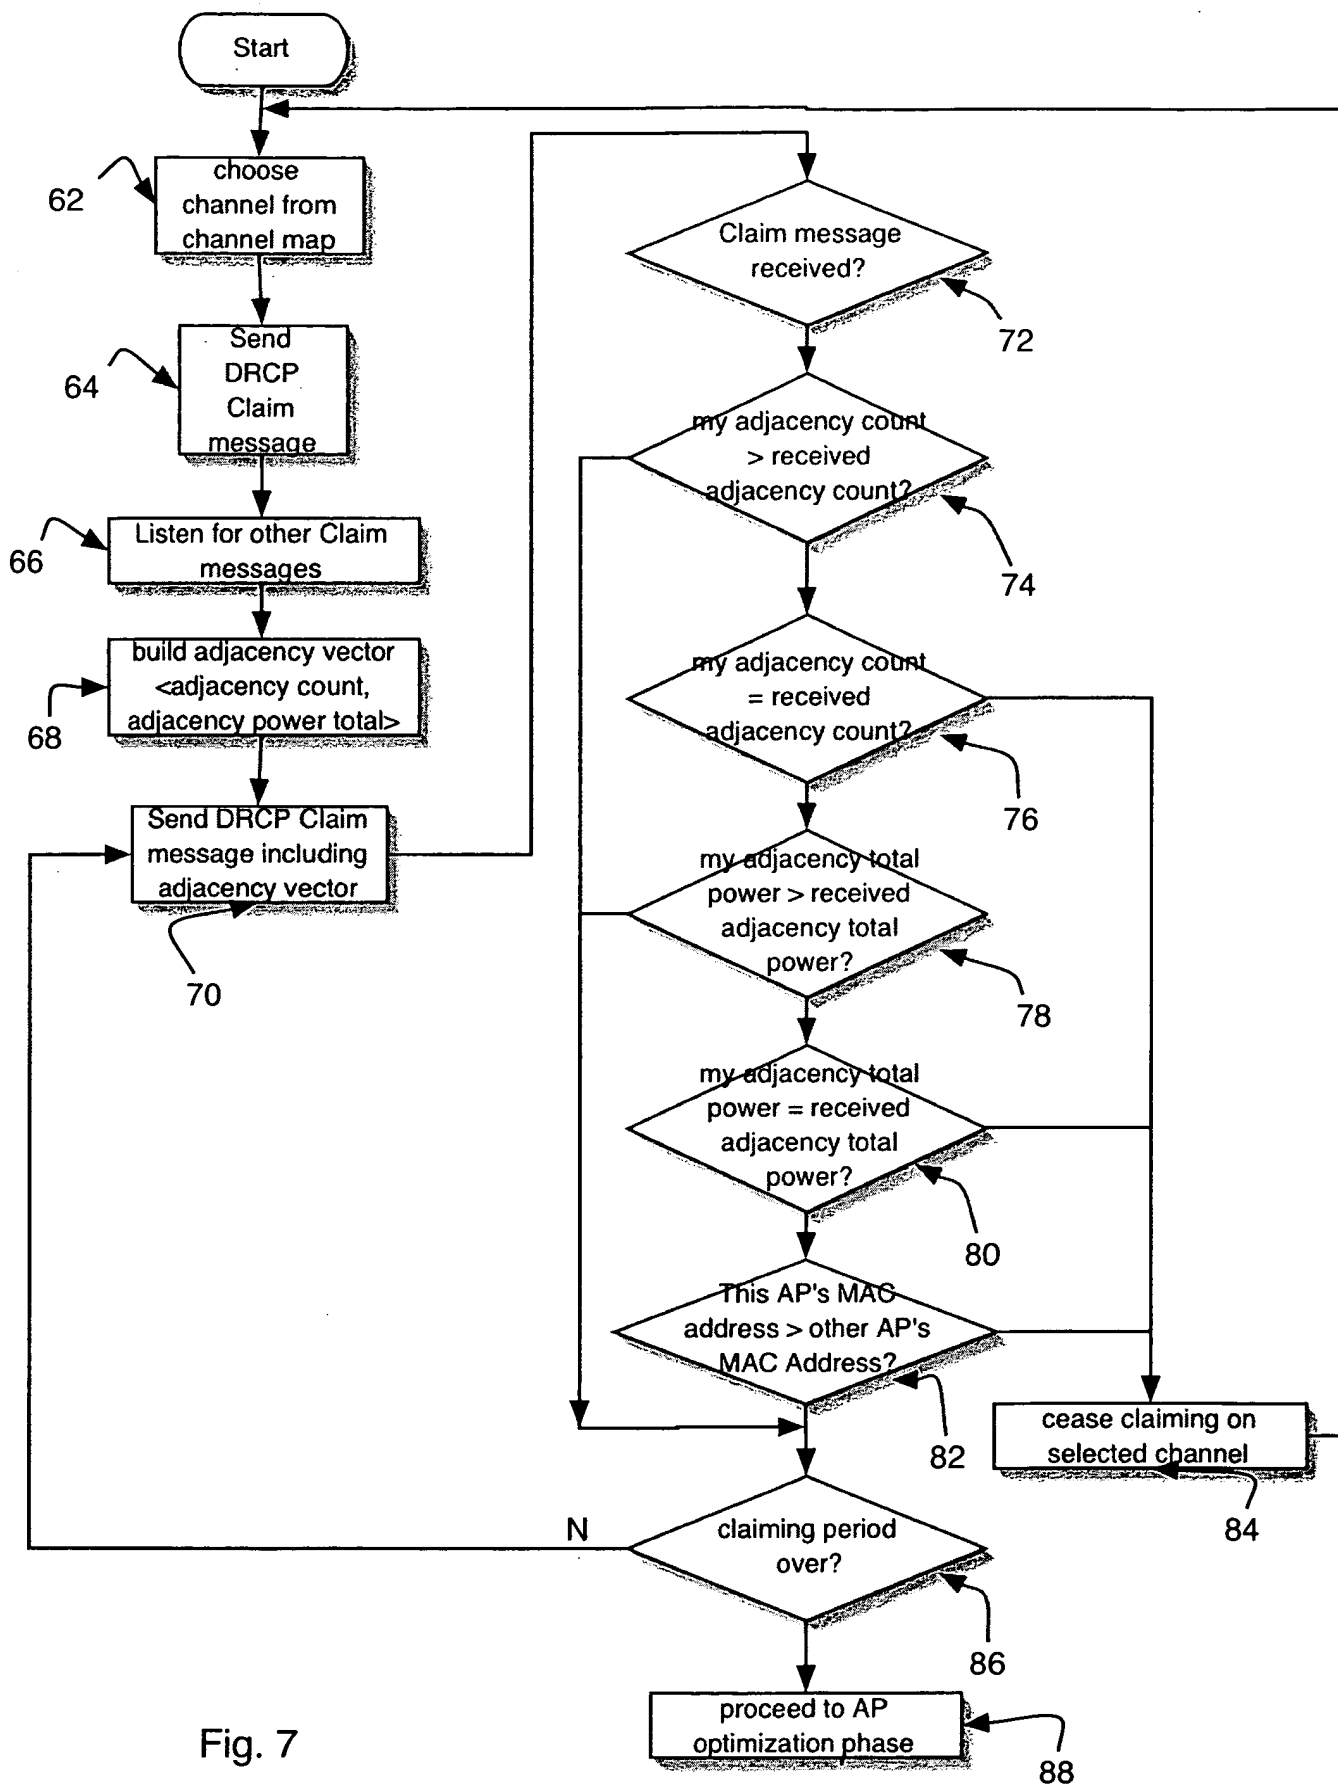 Start
62
choose
channel from
channel map
64
Send
DRCP
Claim
message
66
Listen for other Claim
messages
68
build adjacency vector
<adjacency count,
adjacency power total>
Send DRCP Claim
message including
adjacency vector
70
Claim message
received?
72
my adjacency count
> received
adjacency count?
74
my adjacency count
= received
adjacency count?
76
my adjacency total
power > received
adjacency total
power?
78
my adjacency total
power = received
adjacency total
power?
80
This AP's MAC
address > other AP's
MAC Address?
82
cease claiming on
selected channel
84
N
claiming period
over?
86
proceed to AP
optimization phase
88
Fig. 7